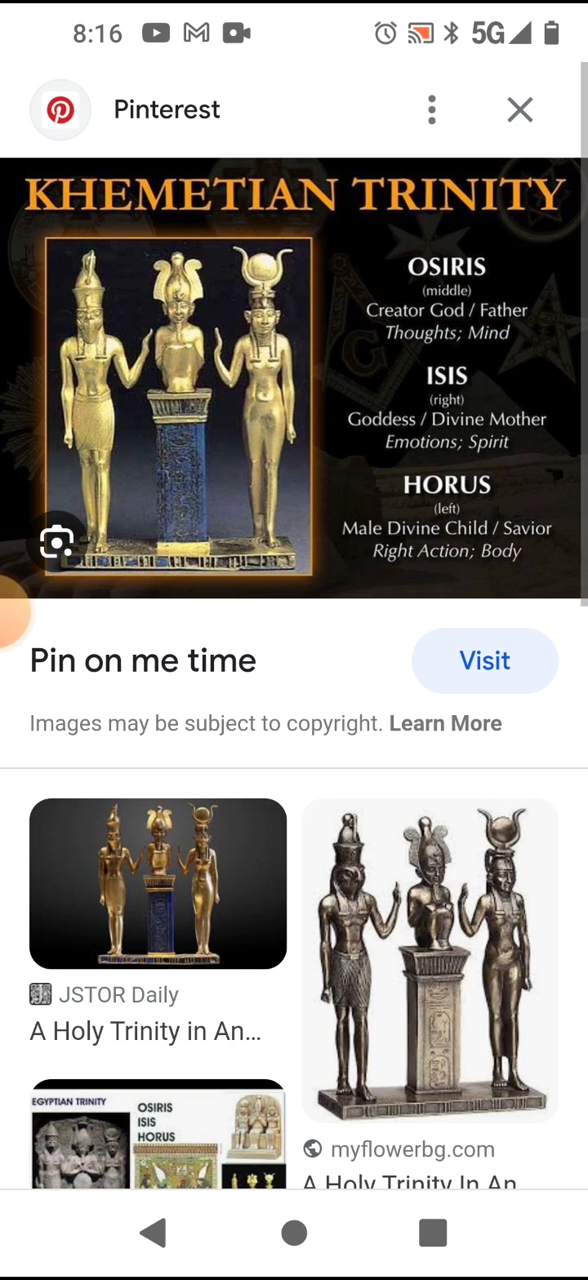 8:16
5G
Pinterest
KHEMETIAN TRINITY
OSIRIS
(middle)
Creator God / Father
Thoughts; Mind
ISIS
(right)
Goddess / Divine Mother
Emotions; Spirit
HORUS
(left)
Male Divine Child / Savior
Right Action; Body
G
Pin on me time
Visit
Images may be subject to copyright. Learn More
JSTOR Daily
A Holy Trinity in An...
EGYPTIAN TRINITY
OSIRIS
ISIS
HORUS
myflowerbg.com
A Holy Trinity In An